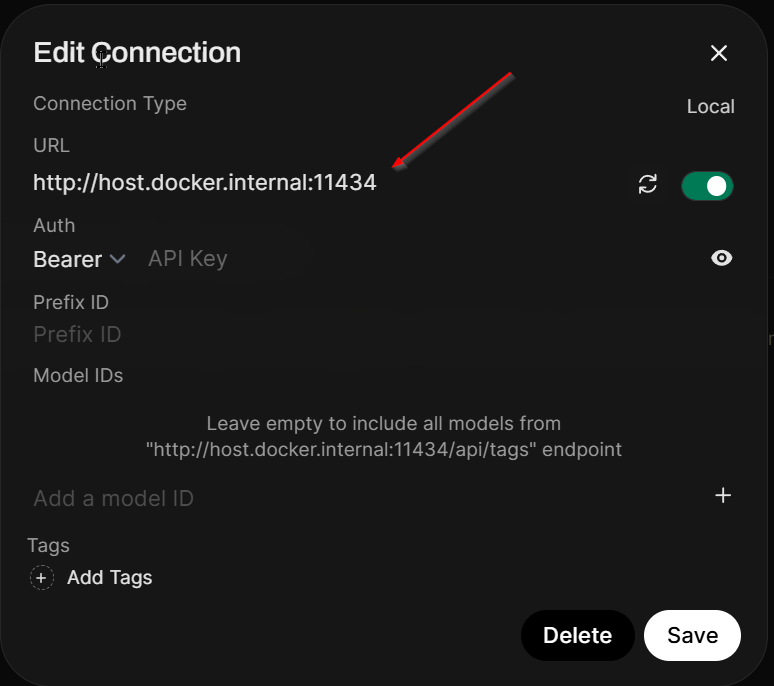 Edit Connection
Connection Type
Local
URL
http://host.docker.internal:11434
Auth
Bearer
API Key
Prefix ID
Prefix ID
Model IDs
Leave empty to include all models from
"http://host.docker.internal:11434/api/tags" endpoint
Add a model ID
Tags
Add Tags
Delete
Save